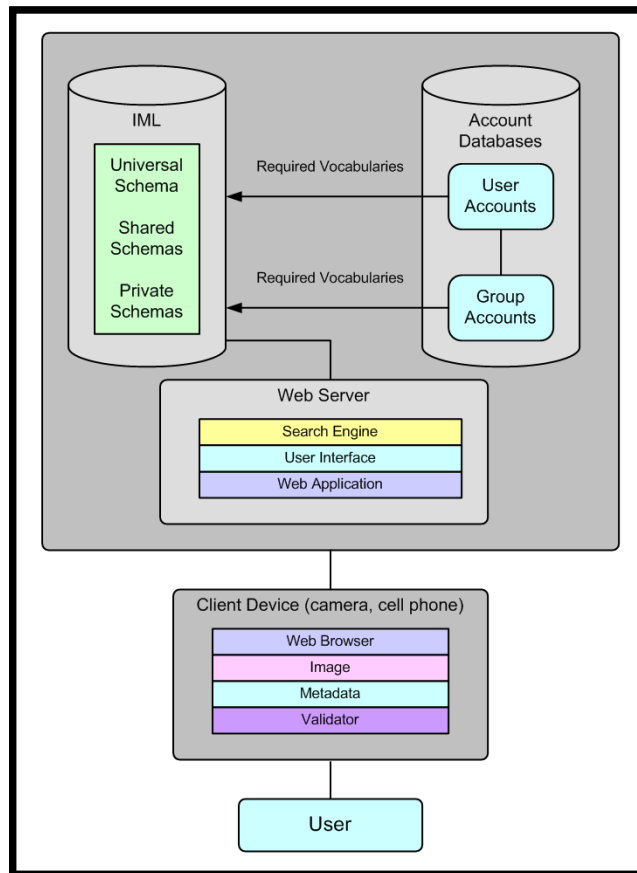 IML
Universal
Schema
Shared
Schemas
Private
Schemas
Required Vocabularies
Required Vocabularies
Account
Databases
User
Accounts
Group
Accounts
Web Server
Search Engine
User Interface
Web Application
Client Device (camera, cell phone)
Web Browser
Image
Metadata
Validator
User